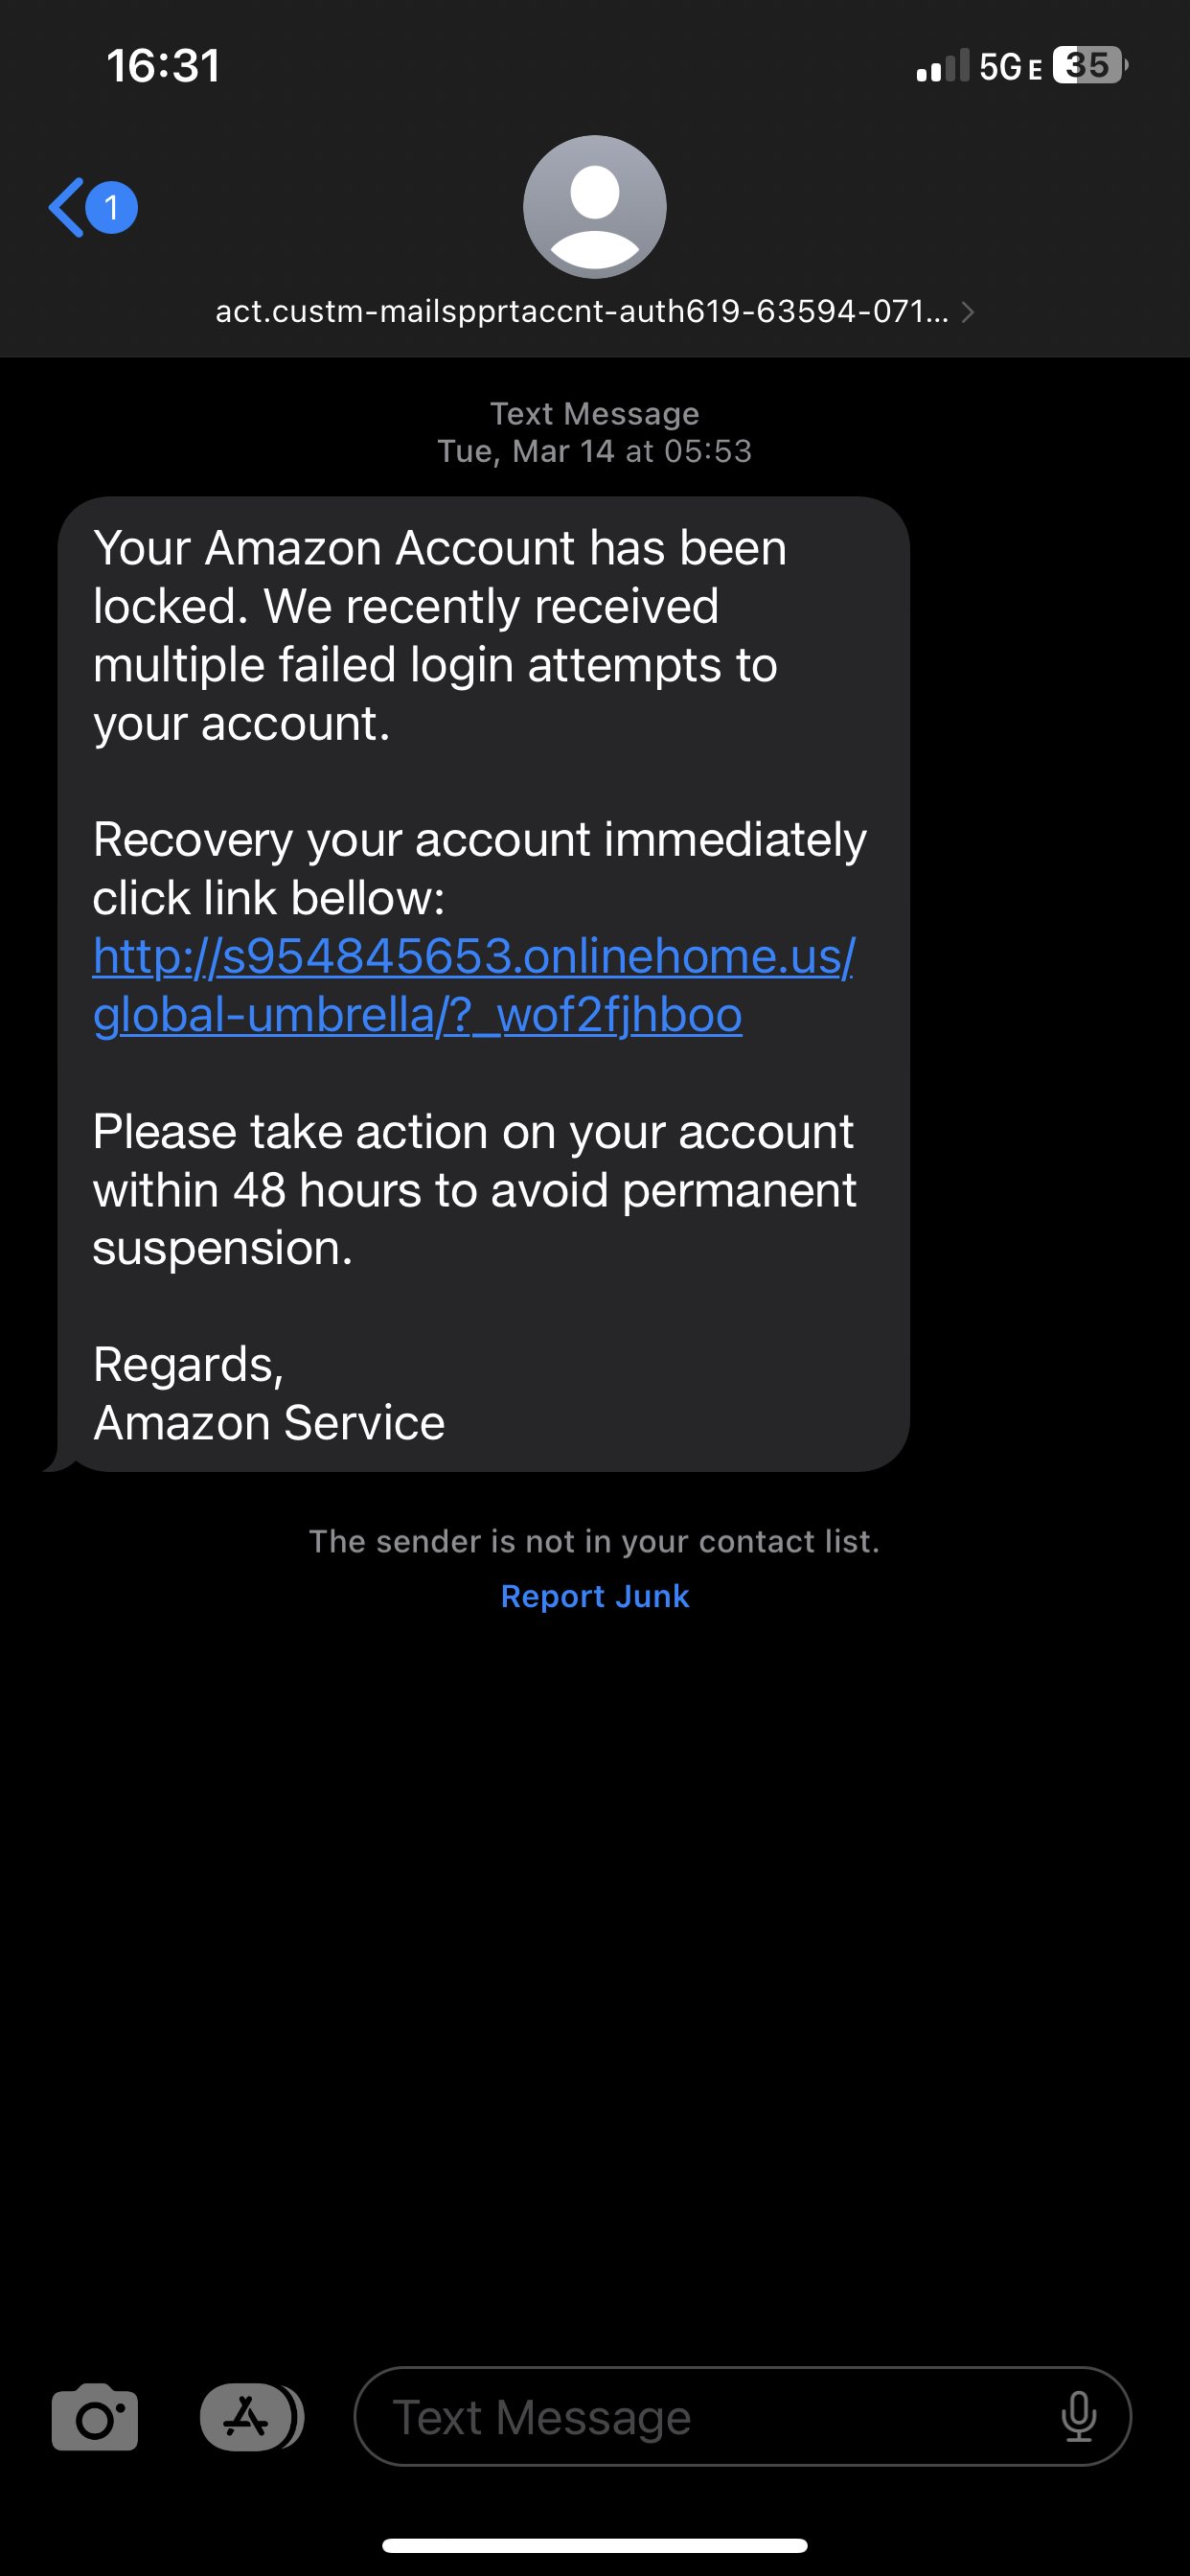 16:31
5G E 35
1
act.custm-mailspprtaccnt-auth619-63594-071...
Text Message
Tue, Mar 14 at 05:53
Your Amazon Account has been
locked. We recently received
multiple failed login attempts to
your account.
Recovery your account immediately
click link bellow:
http://s954845653.onlinehome.us/
global-umbrella/?_wof2fjhboo
Please take action on your account
within 48 hours to avoid permanent
suspension.
Regards,
Amazon Service
The sender is not in your contact list.
Report Junk
Text Message